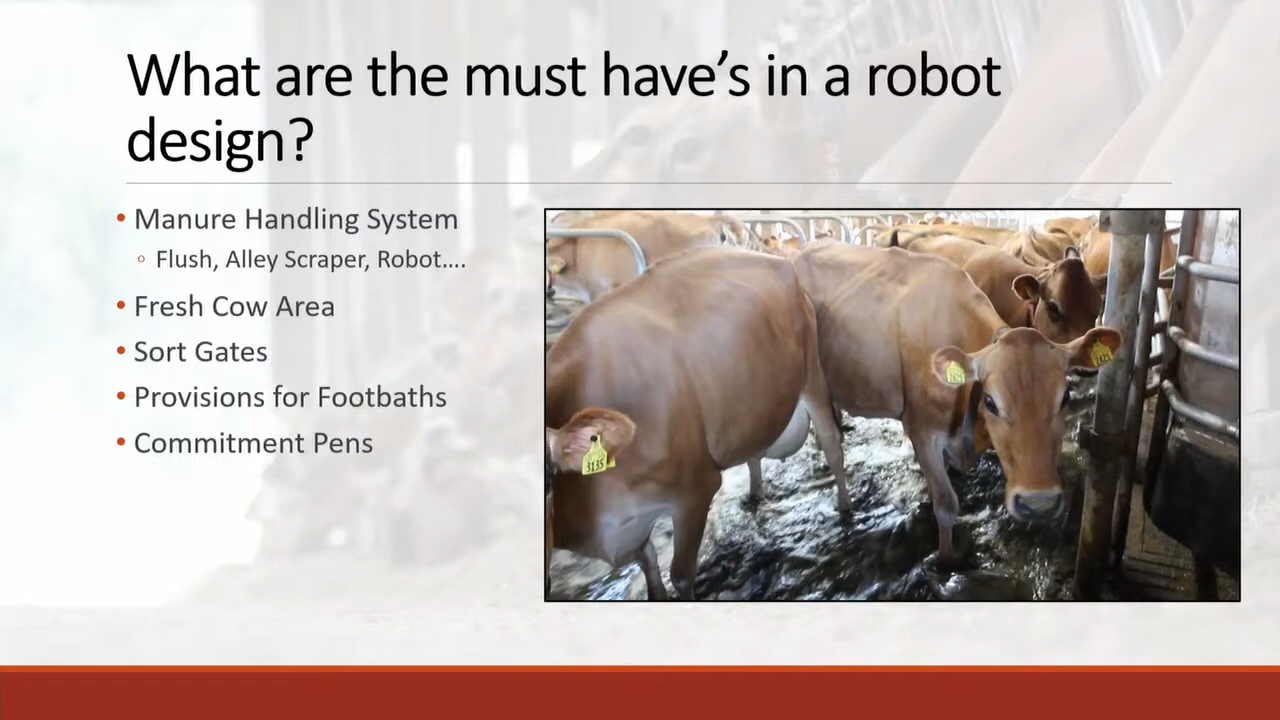 What are the must have’s in a robot
design?
• Manure Handling System
◦ Flush, Alley Scraper, Robot….
• Fresh Cow Area
• Sort Gates
• Provisions for Footbaths
• Commitment Pens
3135